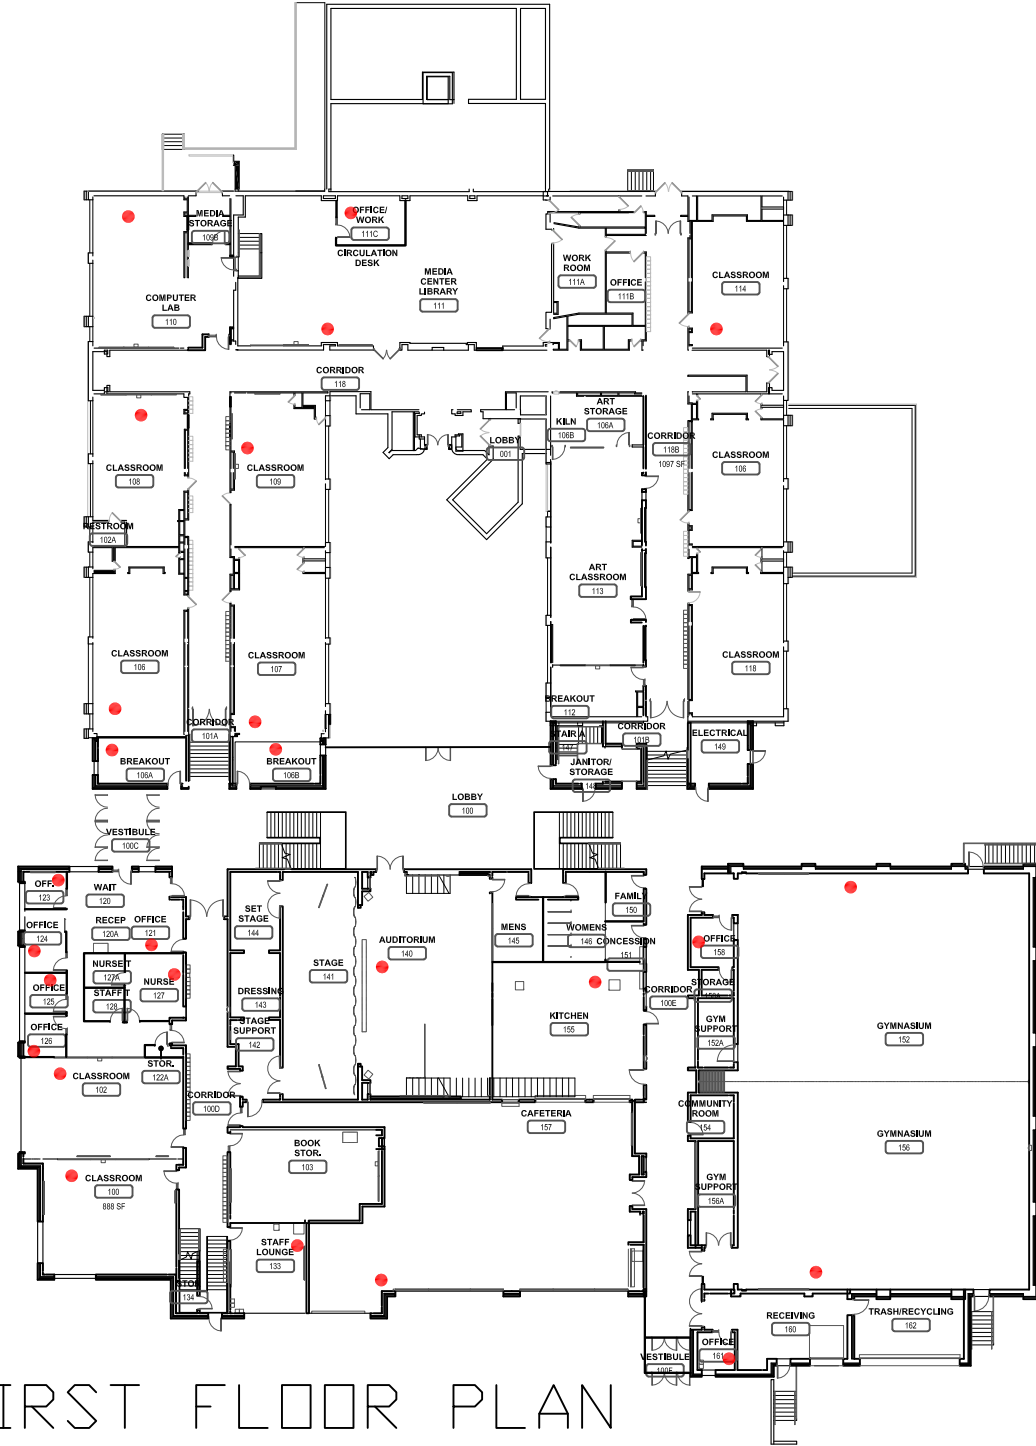 MEDIA
STORAGE
109B
OFFICE/
WORK
111C
CIRCULATION
DESK
MEDIA
CENTER
LIBRARY
111
WORK
ROOM
111A
OFFICE
111B
CLASSROOM
114
COMPUTER
LAB
110
CORRIDOR
118
ART
STORAGE
106A
KILN
106B
LOBBY
001
CORRIDOR
118B
1097 SF
CLASSROOM
106
CLASSROOM
108
CLASSROOM
109
RESTROOM
102A
ART
CLASSROOM
113
CLASSROOM
106
CLASSROOM
107
CLASSROOM
118
BREAKOUT
112
CORRIDOR
101A
STAIR A
147
CORRIDOR
101B
ELECTRICAL
149
BREAKOUT
106A
BREAKOUT
106B
JANITOR/
STORAGE
148
LOBBY
100
VESTIBULE
100C
OFF.
123
WAIT
120
OFFICE
124
RECEP
120A
OFFICE
121
SET
STAGE
144
AUDITORIUM
140
MENS
145
WOMENS
146
FAMILY
150
CONCESSION
151
OFFICE
158
NURSE T
127A
NURSE
127
OFFICE
125
STAFF T
128
DRESSING
143
STAGE
141
CORRIDOR
100E
STORAGE
GYM
SUPPORT
152A
GYMNASIUM
152
OFFICE
126
STAGE
SUPPORT
142
KITCHEN
155
STOR.
122A
CLASSROOM
102
CORRIDOR
100D
CAFETERIA
157
COMMUNITY
ROOM
154
GYMNASIUM
156
BOOK
STOR.
103
CLASSROOM
100
888 SF
GYM
SUPPORT
156A
STAFF
LOUNGE
133
134
RECEIVING
160
TRASH/RECYCLING
162
OFFICE
161
VESTIBULE
100F
FIRST FLOOR PLAN